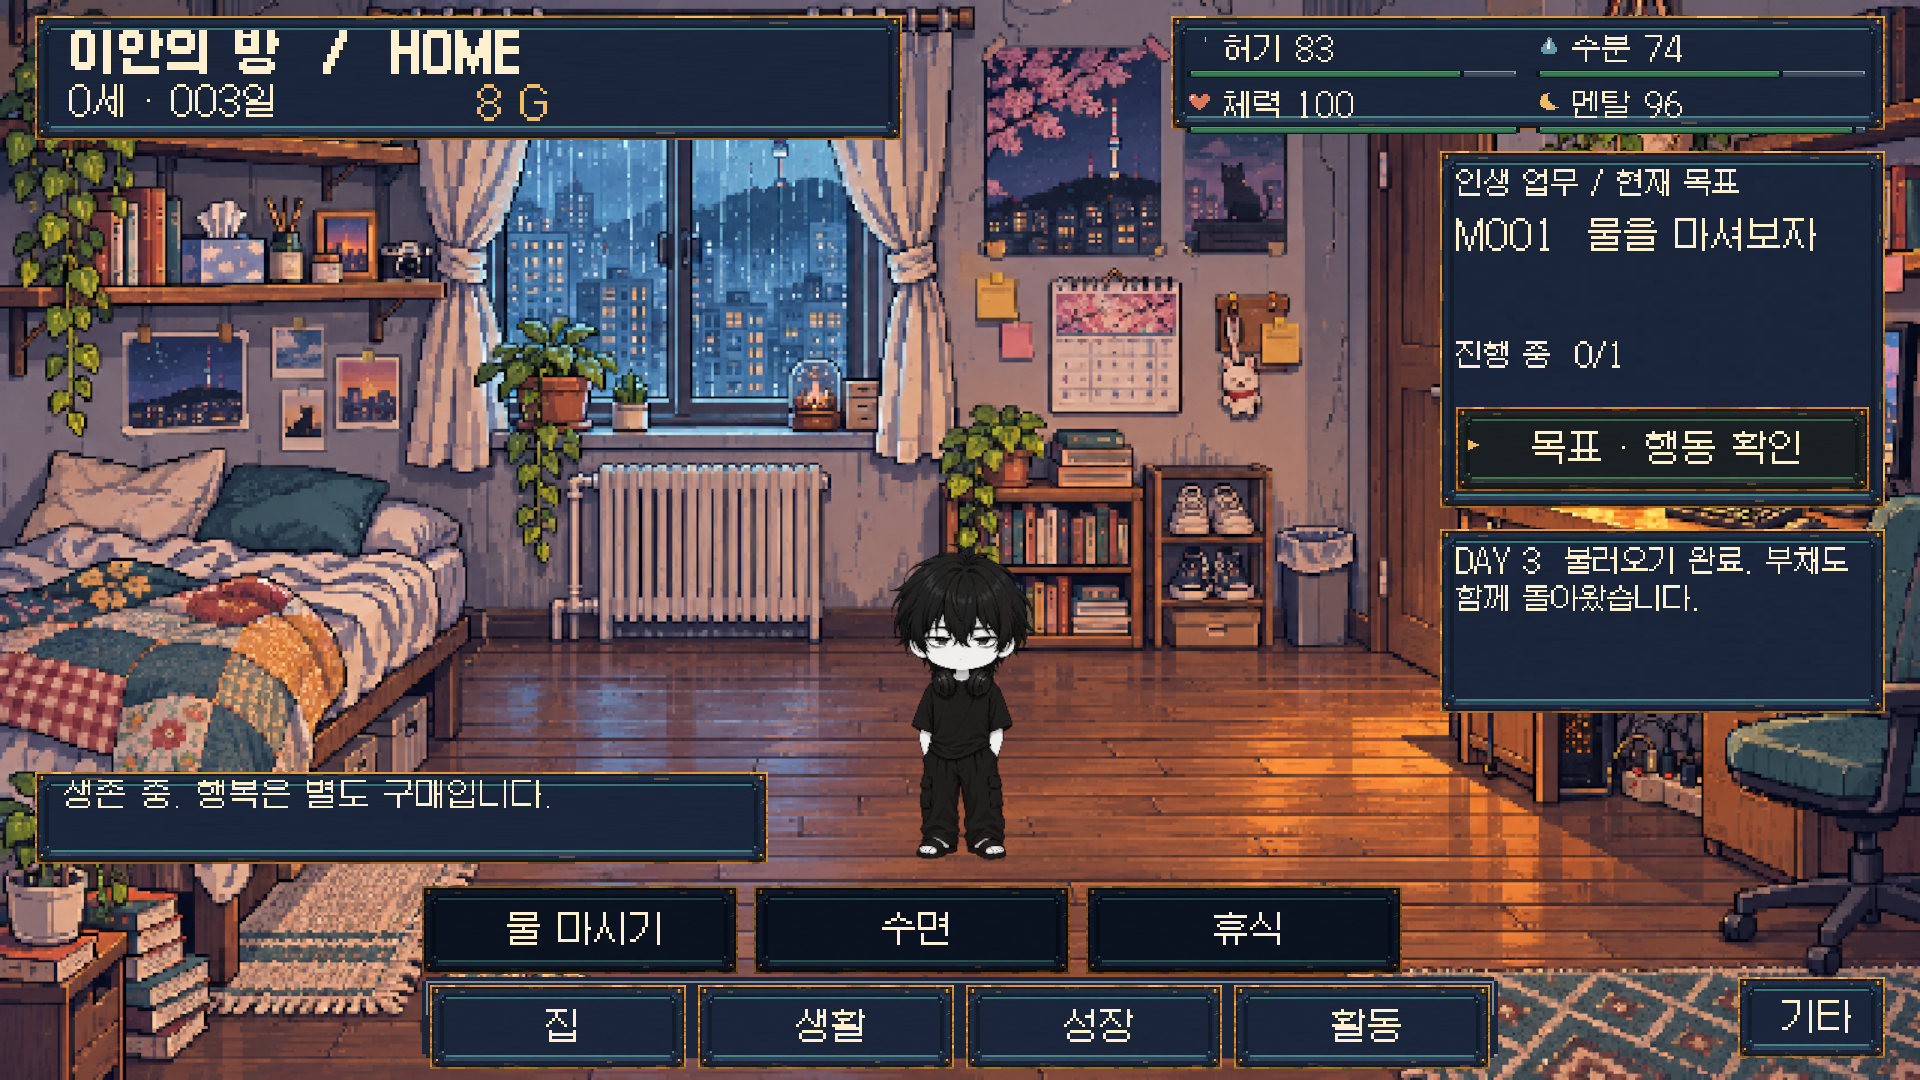 이안의 방 / HOME
0세 · 003일 8 G
허기 83 수분 74
체력 100 멘탈 96
인생 업무 / 현재 목표
M001 물을 마셔보자
진행 중 0/1
목표 · 행동 확인
DAY 3 불러오기 완료. 부채도
함께 돌아왔습니다.
생존 중. 행복은 별도 구매입니다.
물 마시기 수면 휴식
집 생활 성장 활동 기타